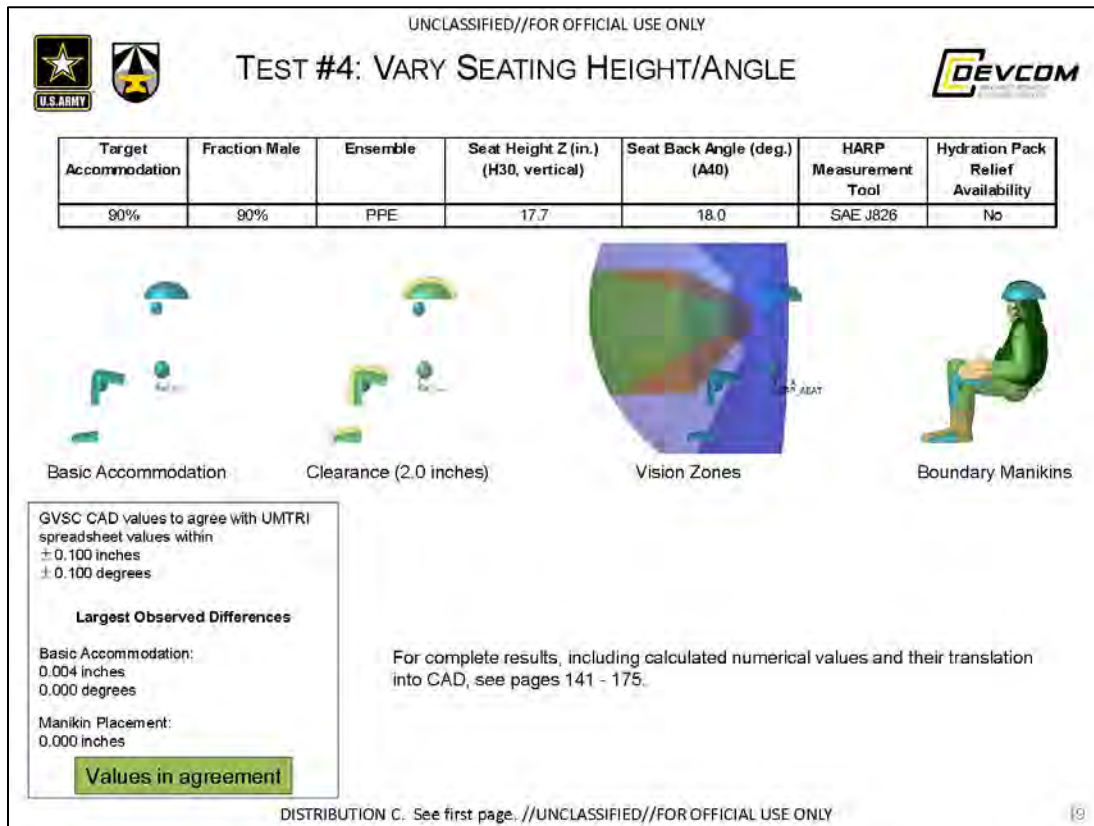 UNCLASSIFIED//FOR OFFICIAL USE ONLY
TEST #4: VARY SEATING HEIGHT/ANGLE
U.S.ARMY
DEVCOM
Target Accommodation
Fraction Male
Ensemble
Seat Height Z (in.) (H30, vertical)
Seat Back Angle (deg.) (A40)
HARP Measurement Tool
Hydration Pack Relief Availability
90%
90%
PPE
17.7
18.0
SAE J826
No
Basic Accommodation
Clearance (2.0 inches)
Vision Zones
Boundary Manikins
GVSC CAD values to agree with UMTRI
spreadsheet values within
±0.100 inches
±0.100 degrees
Largest Observed Differences
Basic Accommodation:
0.004 inches
0.000 degrees
Manikin Placement:
0.000 inches
Values in agreement
For complete results, including calculated numerical values and their translation
into CAD, see pages 141 - 175.
DISTRIBUTION C. See first page. //UNCLASSIFIED//FOR OFFICIAL USE ONLY